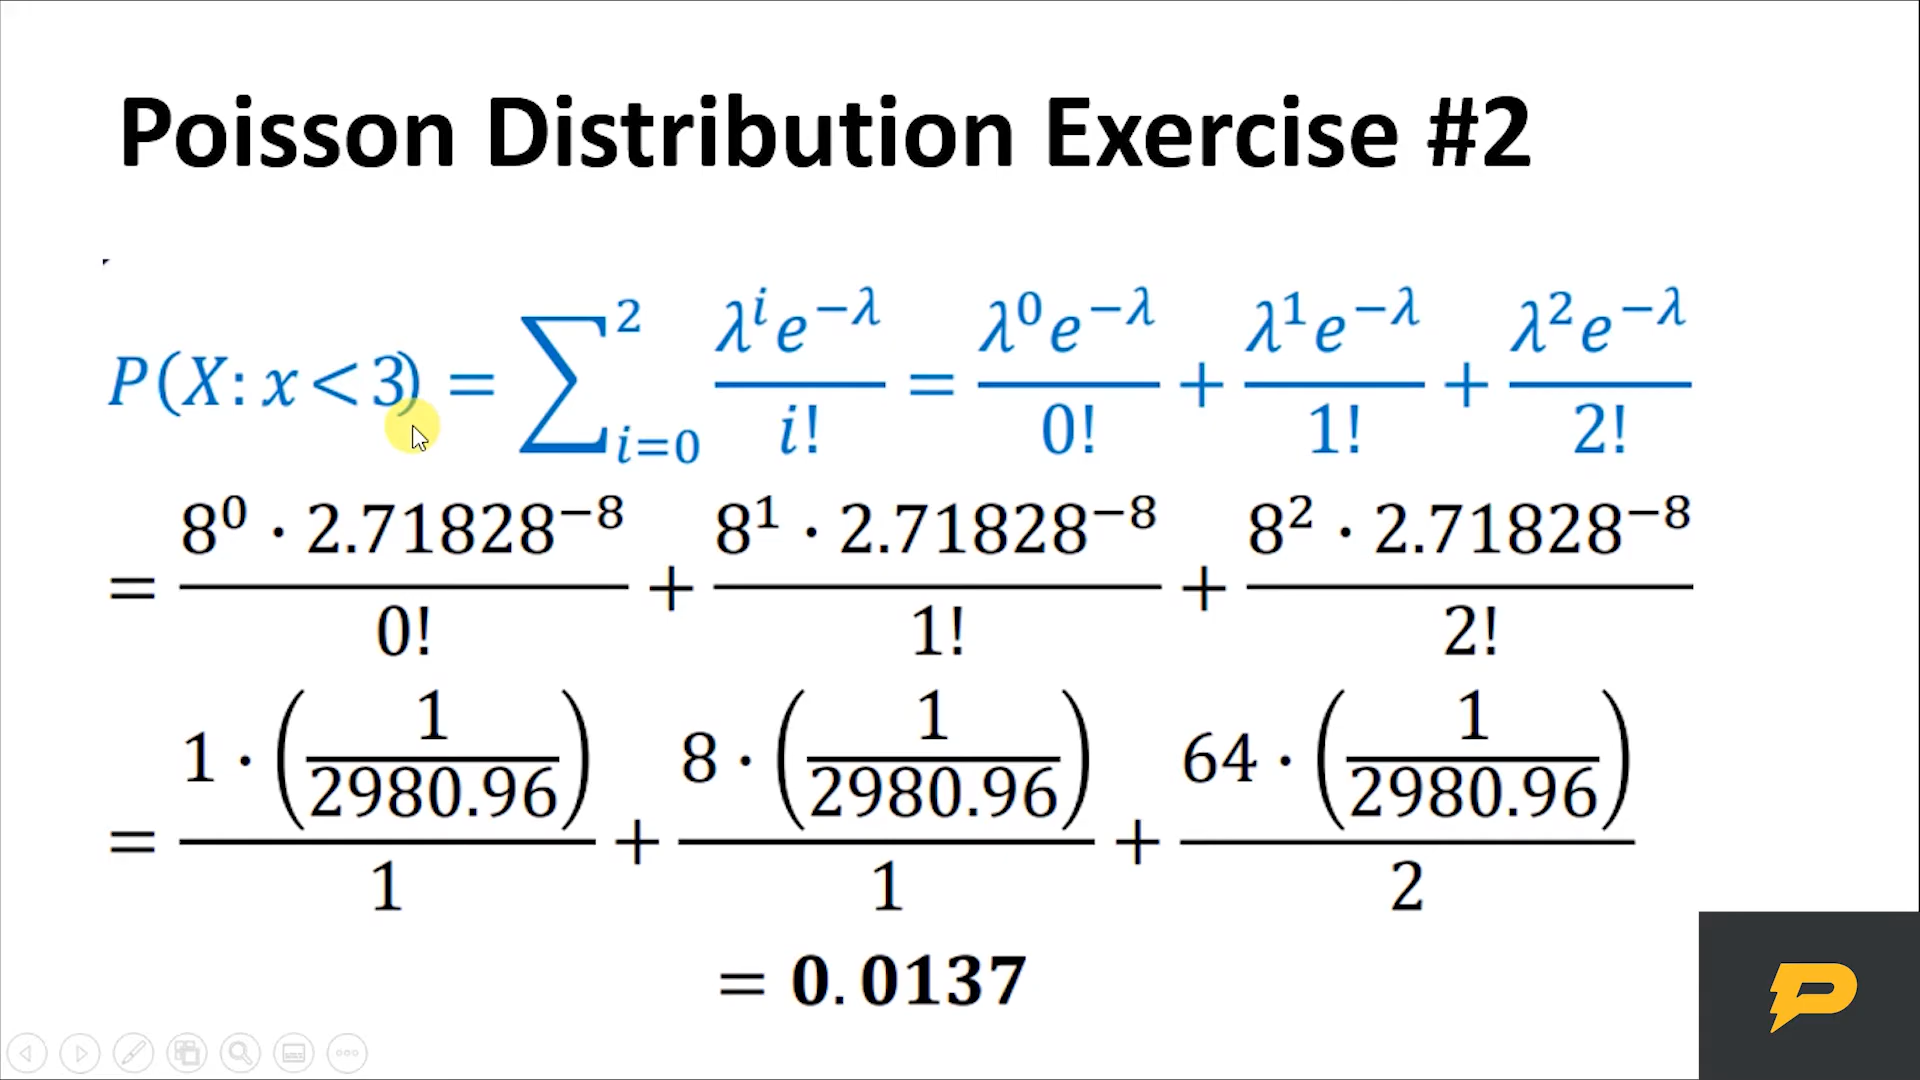 Poisson Distribution Exercise #2
P(X: x < 3) = ∑_{i=0}^{2} λ^i e^{−λ} / i! = λ^0 e^{−λ} / 0! + λ^1 e^{−λ} / 1! + λ^2 e^{−λ} / 2!
= 8^0 · 2.71828^{−8} / 0! + 8^1 · 2.71828^{−8} / 1! + 8^2 · 2.71828^{−8} / 2!
= 1 · (1 / 2980.96) / 1 + 8 · (1 / 2980.96) / 1 + 64 · (1 / 2980.96) / 2
= 0.0137